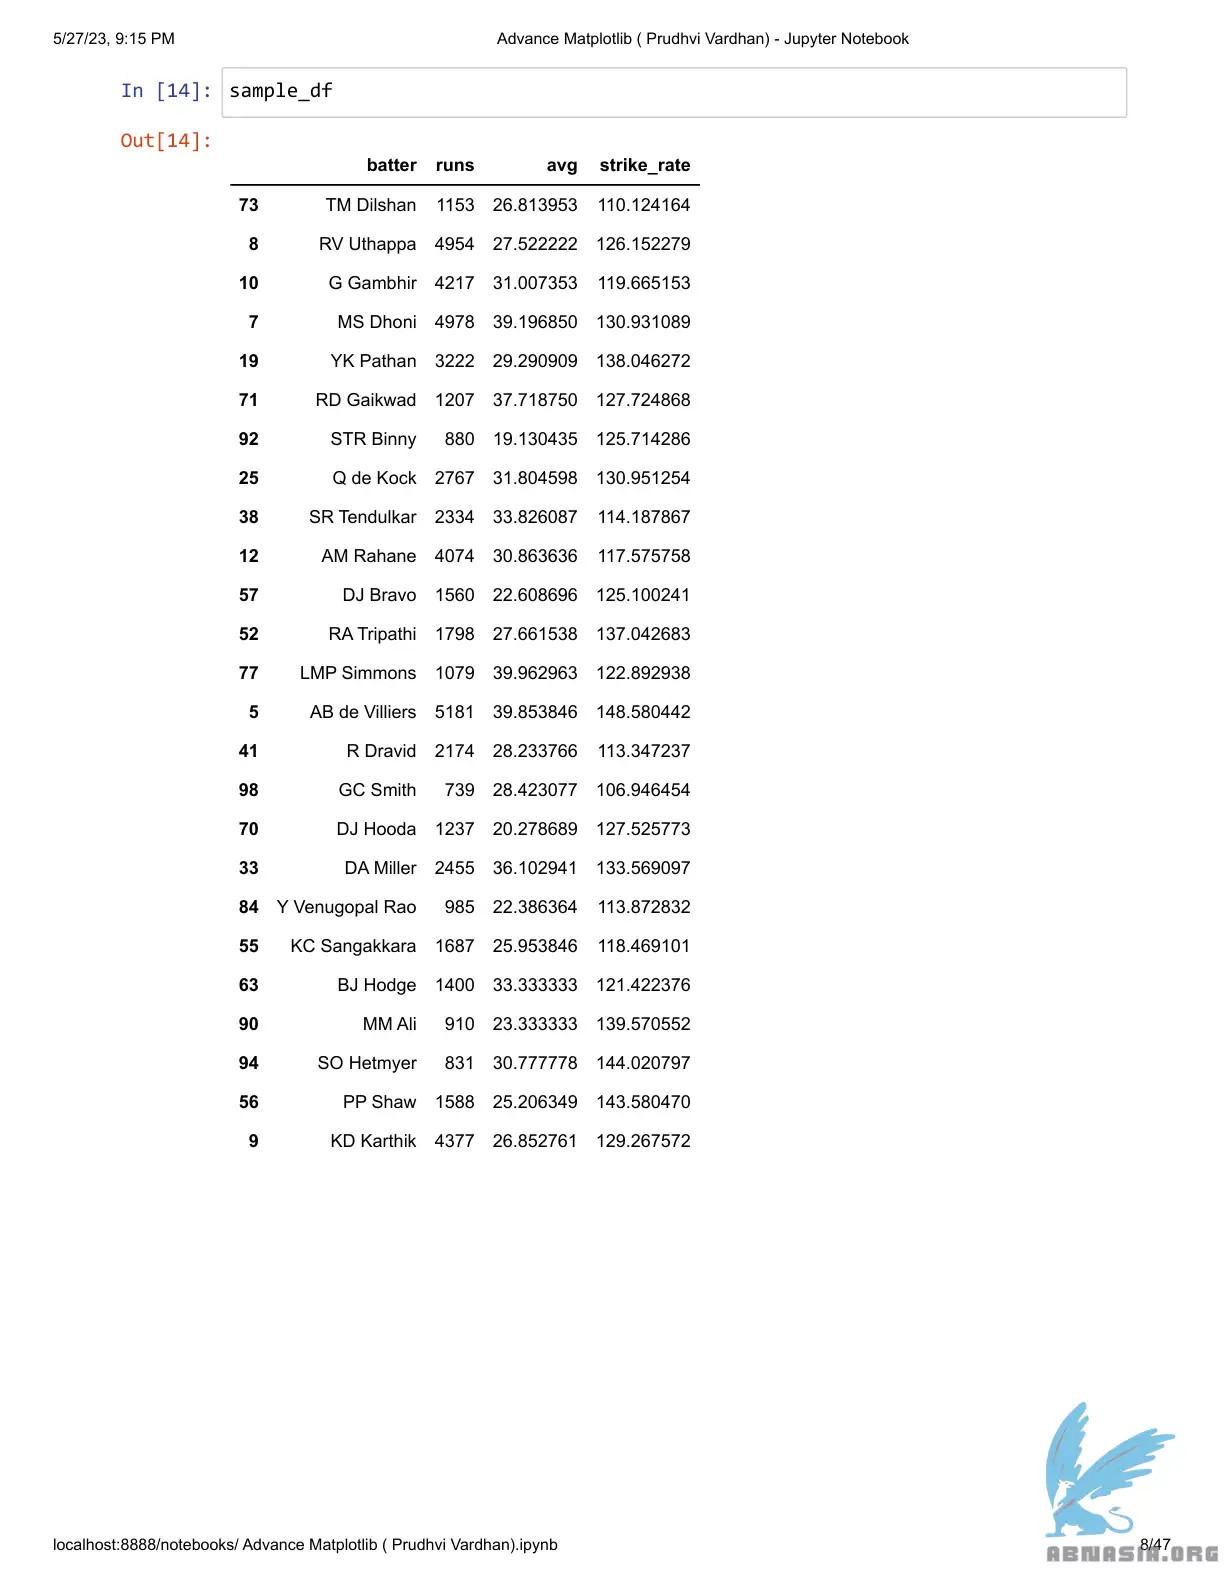 5/27/23, 9:15 PM Advance Matplotlib ( Prudhvi Vardhan) - Jupyter Notebook
In [14]: sample_df
Out[14]:
batter runs avg strike_rate
73 TM Dilshan 1153 26.813953 110.124164
8 RV Uthappa 4954 27.522222 126.152279
10 G Gambhir 4217 31.007353 119.665153
7 MS Dhoni 4978 39.196850 130.931089
19 YK Pathan 3222 29.290909 138.046272
71 RD Gaikwad 1207 37.718750 127.724868
92 STR Binny 880 19.130435 125.714286
25 Q de Kock 2767 31.804598 130.951254
38 SR Tendulkar 2334 33.826087 114.187867
12 AM Rahane 4074 30.863636 117.575758
57 DJ Bravo 1560 22.608696 125.100241
52 RA Tripathi 1798 27.661538 137.042683
77 LMP Simmons 1079 39.962963 122.892938
5 AB de Villiers 5181 39.853846 148.580442
41 R Dravid 2174 28.233766 113.347237
98 GC Smith 739 28.423077 106.946454
70 DJ Hooda 1237 20.278689 127.525773
33 DA Miller 2455 36.102941 133.569097
84 Y Venugopal Rao 985 22.386364 113.872832
55 KC Sangakkara 1687 25.953846 118.469101
63 BJ Hodge 1400 33.333333 121.422376
90 MM Ali 910 23.333333 139.570552
94 SO Hetmyer 831 30.777778 144.020797
56 PP Shaw 1588 25.206349 143.580470
9 KD Karthik 4377 26.852761 129.267572
localhost:8888/notebooks/ Advance Matplotlib ( Prudhvi Vardhan).ipynb 8/47
ABNASIA.ORG